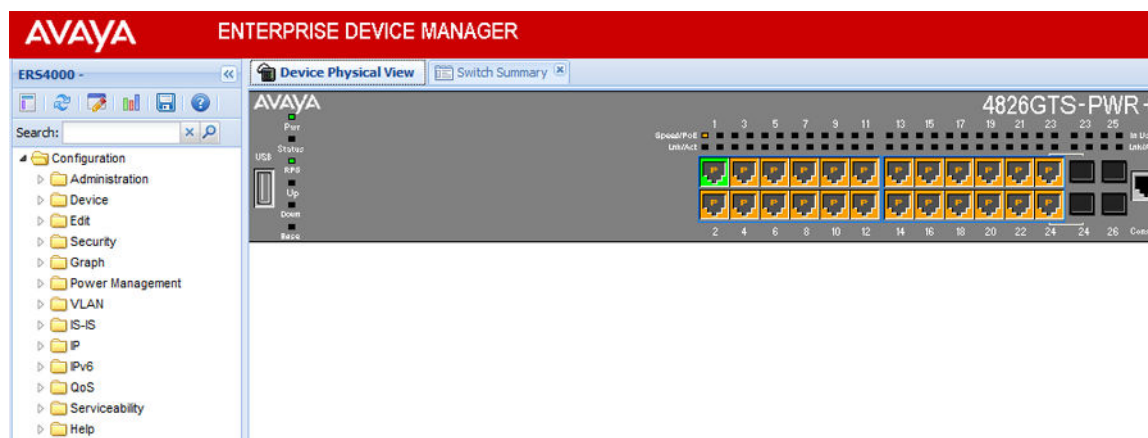 AVAYA ENTERPRISE DEVICE MANAGER
ERS4000 -
Device Physical View
Switch Summary
Search:
Configuration
Administration
Device
Edit
Security
Graph
Power Management
VLAN
IS-IS
IP
IPv6
QoS
Serviceability
Help
AVAYA
4826GTS-PWR-
Pwr
Status
USB
RPS
Up
Down
Base
1 3 5 7 9 11 13 15 17 19 21 23 23 25
Speed/PoE
Lnk/Act
P P P P P P P P P P P P
P P P P P P P P P P P P
2 4 6 8 10 12 14 16 18 20 22 24 24 26